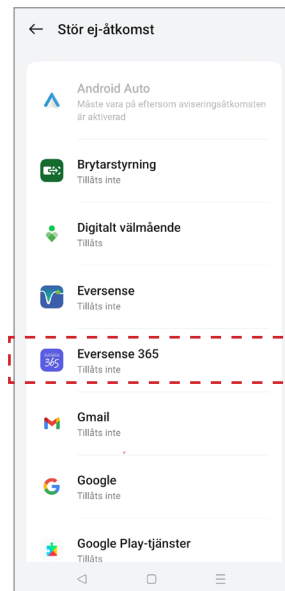 Stör ej-åtkomst
Android Auto
Måste vara på eftersom aviseringsåtkomsten
är aktiverad
Brytarstyrning
Tillåts inte
Digitalt välmående
Tillåts
Eversense
Tillåts inte
Eversense 365
365
Tillåts inte
Gmail
Tillåts inte
Google
Tillåts inte
Google Play-tjänster
Tillåts